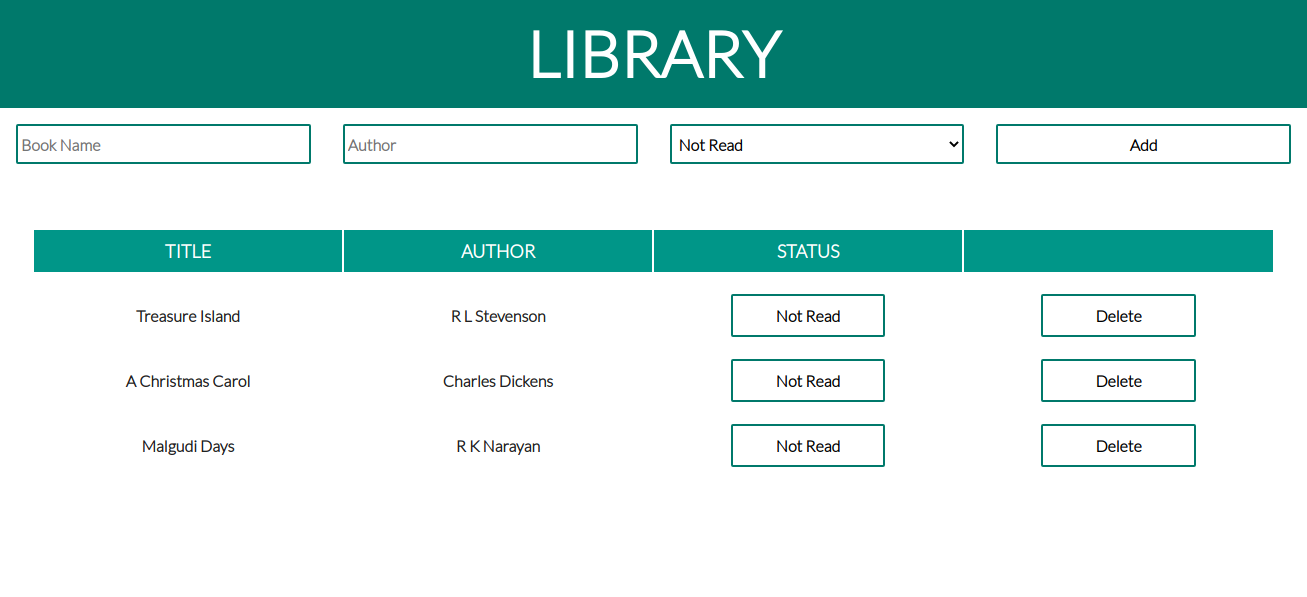 LIBRARY
Book Name Author Not Read Add
TITLE AUTHOR STATUS
Treasure Island R L Stevenson Not Read Delete
A Christmas Carol Charles Dickens Not Read Delete
Malgudi Days R K Narayan Not Read Delete